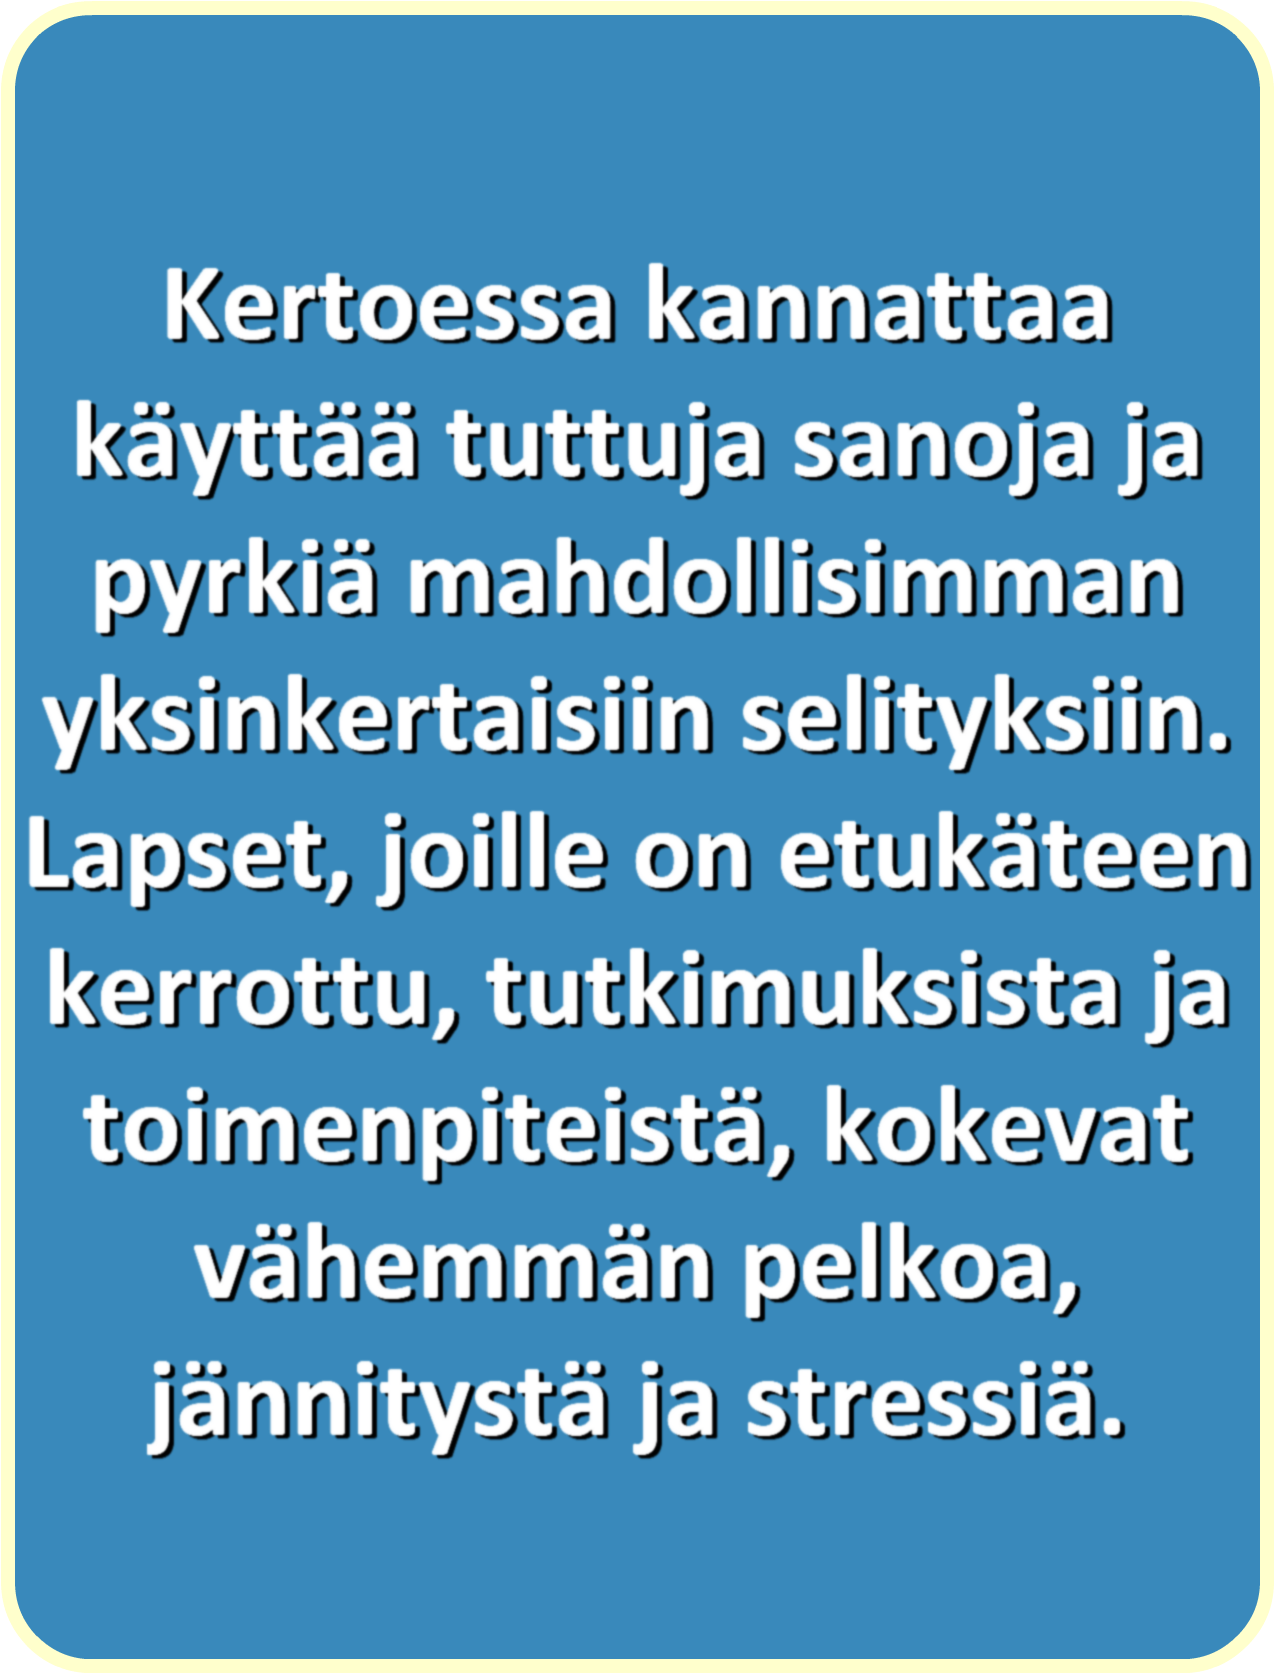 Kertoessa kannattaa
käyttää tuttuja sanoja ja
pyrkiä mahdollisimman
yksinkertaisiin selityksiin.
Lapset, joille on etukäteen
kerrottu, tutkimuksista ja
toimenpiteistä, kokevat
vähemmän pelkoa,
jännitystä ja stressiä.